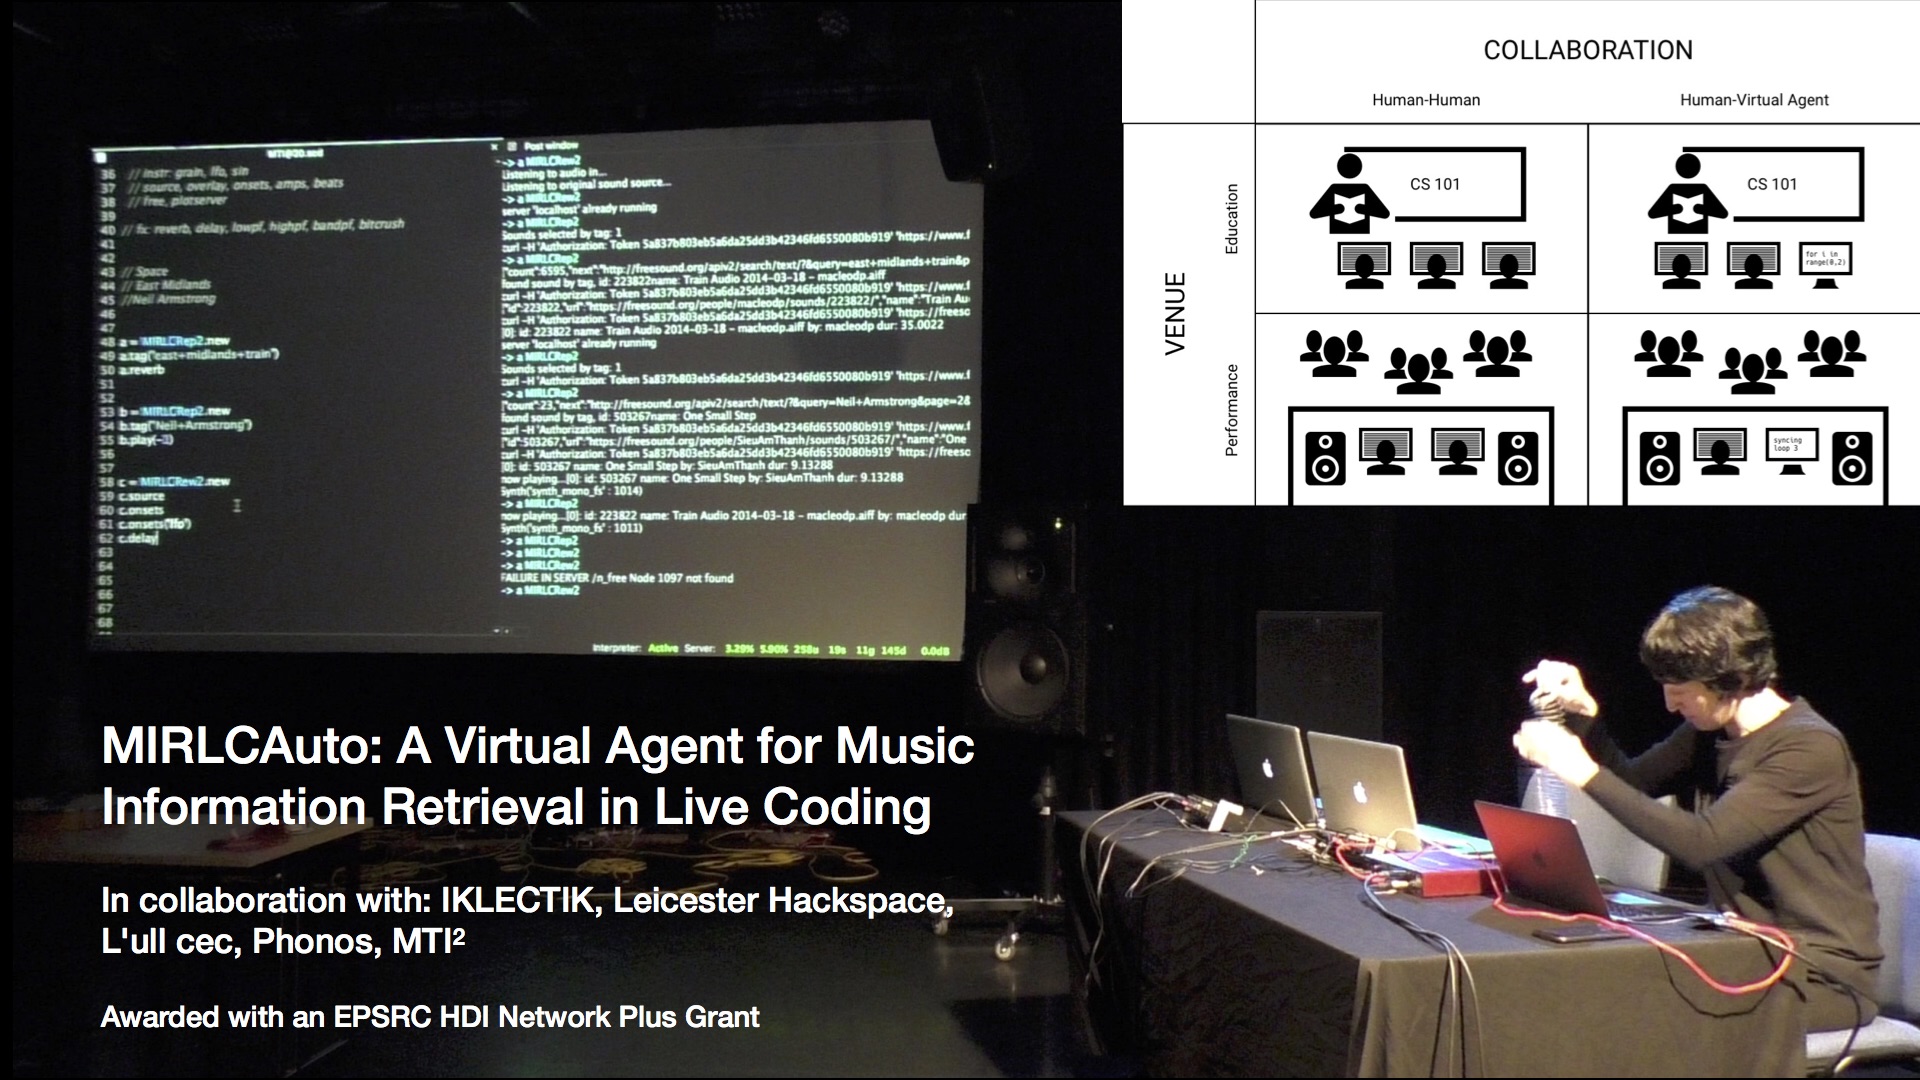 MTI@20.scd
36 // instr: grain, lfo, sin
37 // source, overlay, onsets, amps, beats
38 // free, plotserver
39
40 // fx: reverb, delay, lowpf, highpf, bandpf, bitcrush
41
42
43 // Space
44 // East Midlands
45 //Neil Armstrong
46
47
48 a = MIRLCRep2.new
49 a.tag("east+midlands+train")
50 a.reverb
51
52
53 b = MIRLCRep2.new
54 b.tag("Neil+Armstrong")
55 b.play(-1)
56
57
58 c = MIRLCRew2.new
59 c.source
60 c.onsets
61 c.onsets("lfo")
62 c.delay
63
64
65
66
67
68
Post window
-> a MIRLCRew2
Listening to audio in...
Listening to original sound source...
-> a MIRLCRew2
server 'localhost' already running
-> a MIRLCRep2
Sounds selected by tag: 1
curl -H 'Authorization: Token 5a837b803eb5a6da25dd3b42346fd6550080b919' 'https://www.f
-> a MIRLCRep2
{"count":6595,"next":"http://freesound.org/apiv2/search/text/?&query=east+midlands+train&p
found sound by tag, id: 223822name: Train Audio 2014-03-18 - macleodp.aiff
curl -H 'Authorization: Token 5a837b803eb5a6da25dd3b42346fd6550080b919' 'https://www.f
{"id":223822,"url":"https://freesound.org/people/macleodp/sounds/223822/","name":"Train Au
curl -H 'Authorization: Token 5a837b803eb5a6da25dd3b42346fd6550080b919' 'https://freeso
[0]: id: 223822 name: Train Audio 2014-03-18 - macleodp.aiff by: macleodp dur: 35.0022
server 'localhost' already running
-> a MIRLCRep2
Sounds selected by tag: 1
curl -H 'Authorization: Token 5a837b803eb5a6da25dd3b42346fd6550080b919' 'https://www.f
-> a MIRLCRep2
{"count":23,"next":"http://freesound.org/apiv2/search/text/?&query=Neil+Armstrong&page=2&
found sound by tag, id: 503267name: One Small Step
curl -H 'Authorization: Token 5a837b803eb5a6da25dd3b42346fd6550080b919' 'https://www.f
{"id":503267,"url":"https://freesound.org/people/SieuAmThanh/sounds/503267/","name":"One
curl -H 'Authorization: Token 5a837b803eb5a6da25dd3b42346fd6550080b919' 'https://freeso
[0]: id: 503267 name: One Small Step by: SieuAmThanh dur: 9.13288
now playing...[0]: id: 503267 name: One Small Step by: SieuAmThanh dur: 9.13288
Synth('synth_mono_fs' : 1014)
-> a MIRLCRep2
now playing...[0]: id: 223822 name: Train Audio 2014-03-18 - macleodp.aiff by: macleodp dur
Synth('synth_mono_fs' : 1011)
-> a MIRLCRep2
-> a MIRLCRew2
-> a MIRLCRew2
FAILURE IN SERVER /n_free Node 1097 not found
-> a MIRLCRew2
Interpreter: Active Server: 3.29% 5.90% 258u 19s 11g 145d 0.0dB
COLLABORATION
Human-Human
Human-Virtual Agent
VENUE
Education
CS 101
CS 101
for i in
range(0,2)
Performance
syncing
loop 3
MIRLCAuto: A Virtual Agent for Music
Information Retrieval in Live Coding
In collaboration with: IKLECTIK, Leicester Hackspace,
L'ull cec, Phonos, MTI²
Awarded with an EPSRC HDI Network Plus Grant